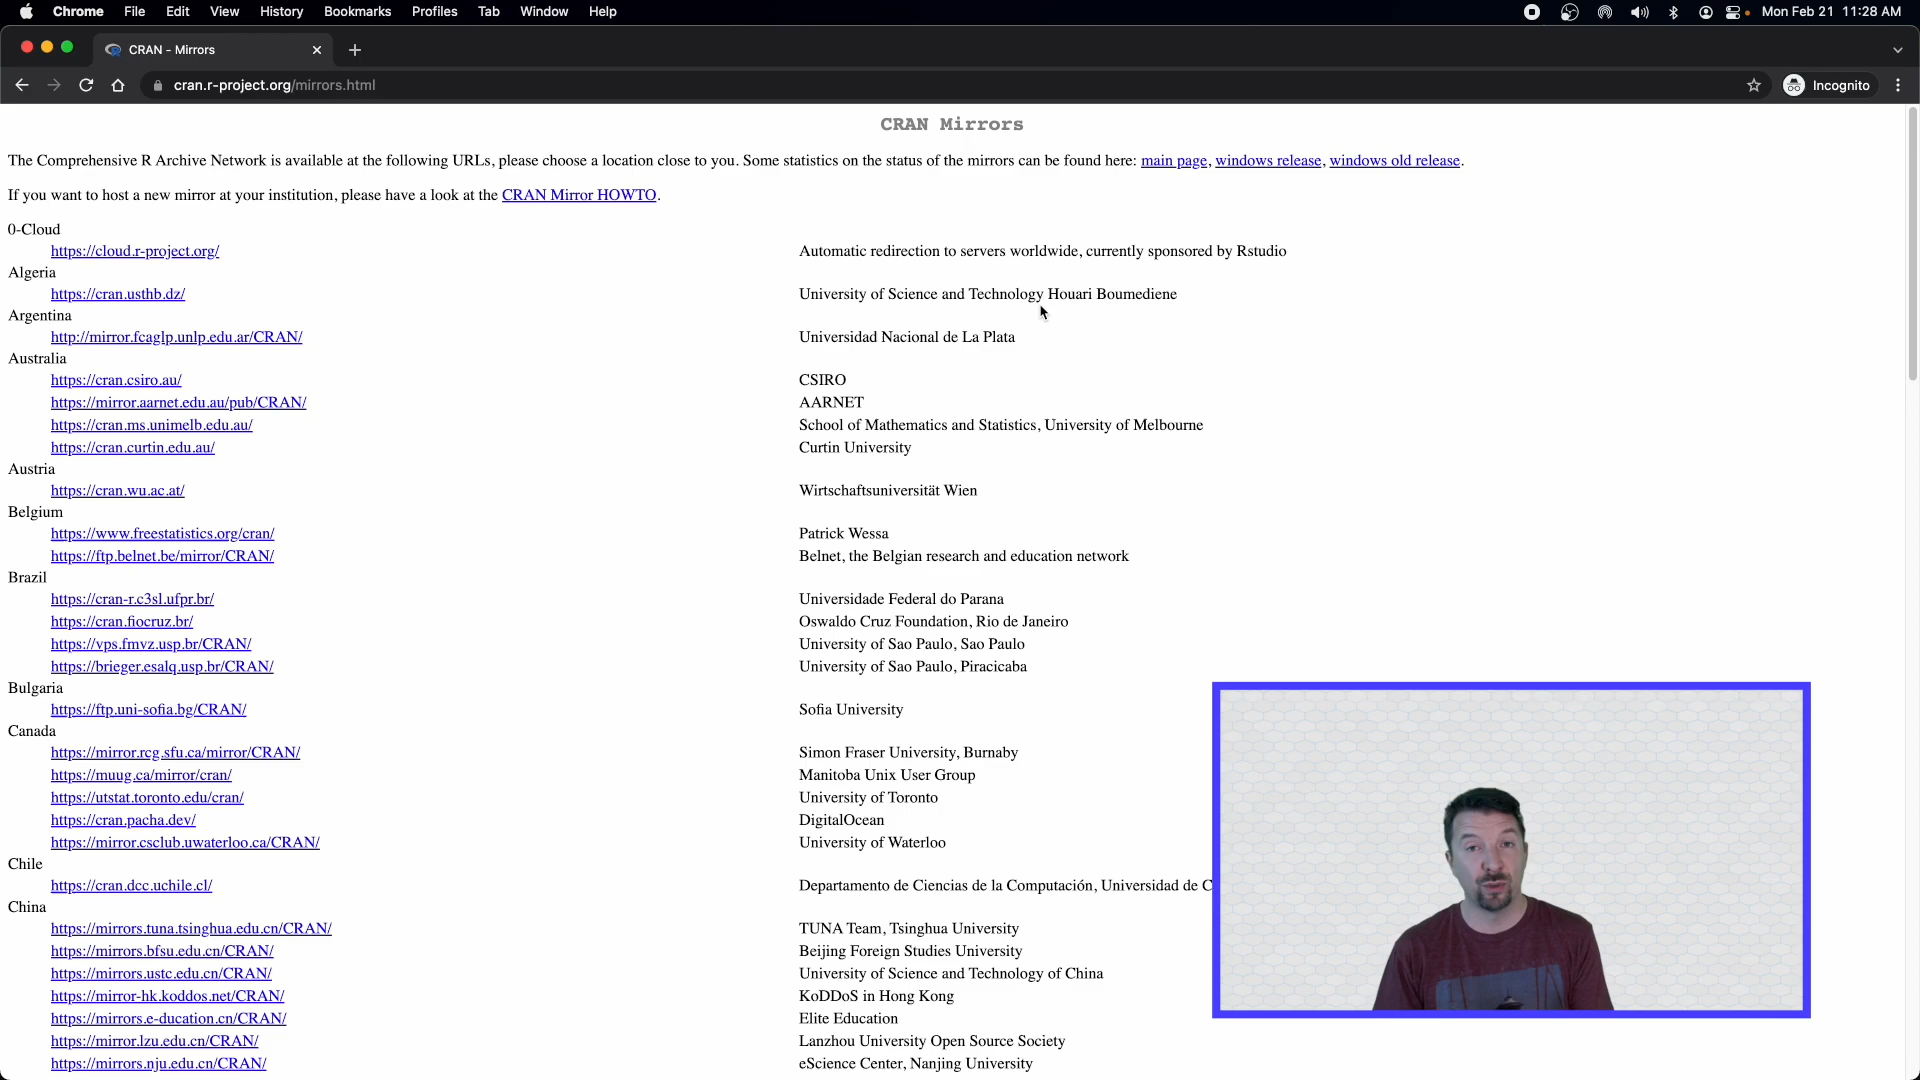 Chrome File Edit View History Bookmarks Profiles Tab Window Help Mon Feb 21 11:28 AM
CRAN - Mirrors
cran.r-project.org/mirrors.html Incognito
CRAN Mirrors
The Comprehensive R Archive Network is available at the following URLs, please choose a location close to you. Some statistics on the status of the mirrors can be found here: main page, windows release, windows old release.
If you want to host a new mirror at your institution, please have a look at the CRAN Mirror HOWTO.
0-Cloud
https://cloud.r-project.org/ Automatic redirection to servers worldwide, currently sponsored by Rstudio
Algeria
https://cran.usthb.dz/ University of Science and Technology Houari Boumediene
Argentina
http://mirror.fcaglp.unlp.edu.ar/CRAN/ Universidad Nacional de La Plata
Australia
https://cran.csiro.au/ CSIRO
https://mirror.aarnet.edu.au/pub/CRAN/ AARNET
https://cran.ms.unimelb.edu.au/ School of Mathematics and Statistics, University of Melbourne
https://cran.curtin.edu.au/ Curtin University
Austria
https://cran.wu.ac.at/ Wirtschaftsuniversität Wien
Belgium
https://www.freestatistics.org/cran/ Patrick Wessa
https://ftp.belnet.be/mirror/CRAN/ Belnet, the Belgian research and education network
Brazil
https://cran-r.c3sl.ufpr.br/ Universidade Federal do Parana
https://cran.fiocruz.br/ Oswaldo Cruz Foundation, Rio de Janeiro
https://vps.fmvz.usp.br/CRAN/ University of Sao Paulo, Sao Paulo
https://brieger.esalq.usp.br/CRAN/ University of Sao Paulo, Piracicaba
Bulgaria
https://ftp.uni-sofia.bg/CRAN/ Sofia University
Canada
https://mirror.rcg.sfu.ca/mirror/CRAN/ Simon Fraser University, Burnaby
https://muug.ca/mirror/cran/ Manitoba Unix User Group
https://utstat.toronto.edu/cran/ University of Toronto
https://cran.pacha.dev/ DigitalOcean
https://mirror.csclub.uwaterloo.ca/CRAN/ University of Waterloo
Chile
https://cran.dcc.uchile.cl/ Departamento de Ciencias de la Computación, Universidad de C
China
https://mirrors.tuna.tsinghua.edu.cn/CRAN/ TUNA Team, Tsinghua University
https://mirrors.bfsu.edu.cn/CRAN/ Beijing Foreign Studies University
https://mirrors.ustc.edu.cn/CRAN/ University of Science and Technology of China
https://mirror-hk.koddos.net/CRAN/ KoDDoS in Hong Kong
https://mirrors.e-ducation.cn/CRAN/ Elite Education
https://mirror.lzu.edu.cn/CRAN/ Lanzhou University Open Source Society
https://mirrors.nju.edu.cn/CRAN/ eScience Center, Nanjing University